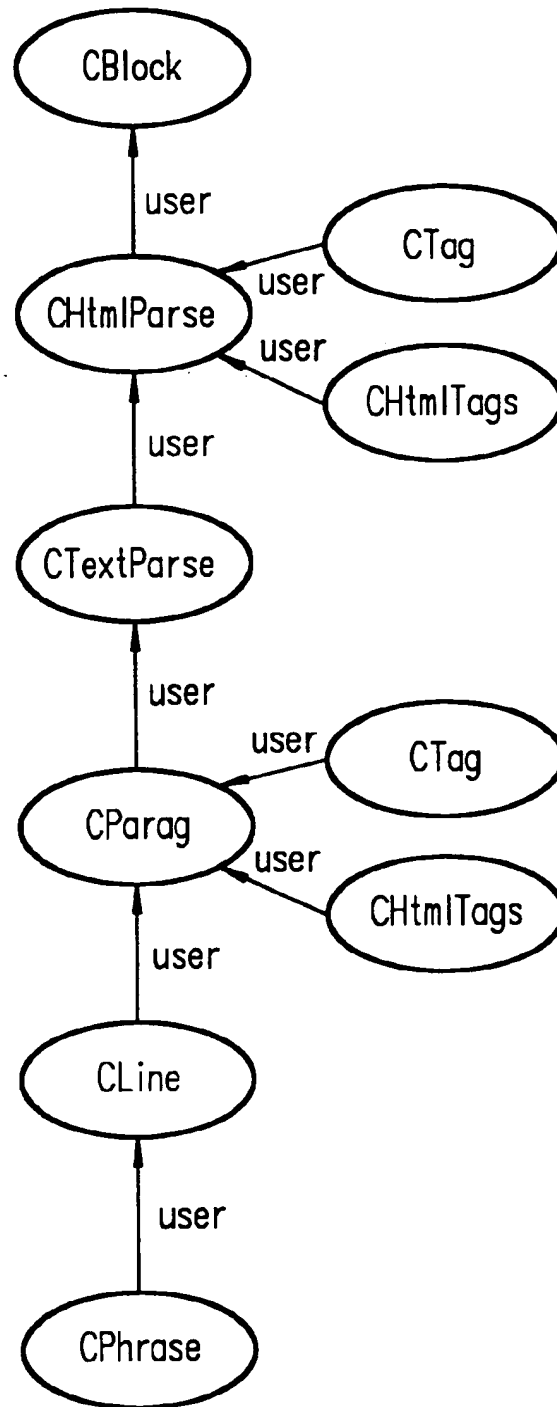 CBlock
user
CTag
user
CHtmlParse
user
CHtmlTags
user
CTextParse
user
user
CTag
CParag
user
CHtmlTags
user
CLine
user
CPhrase